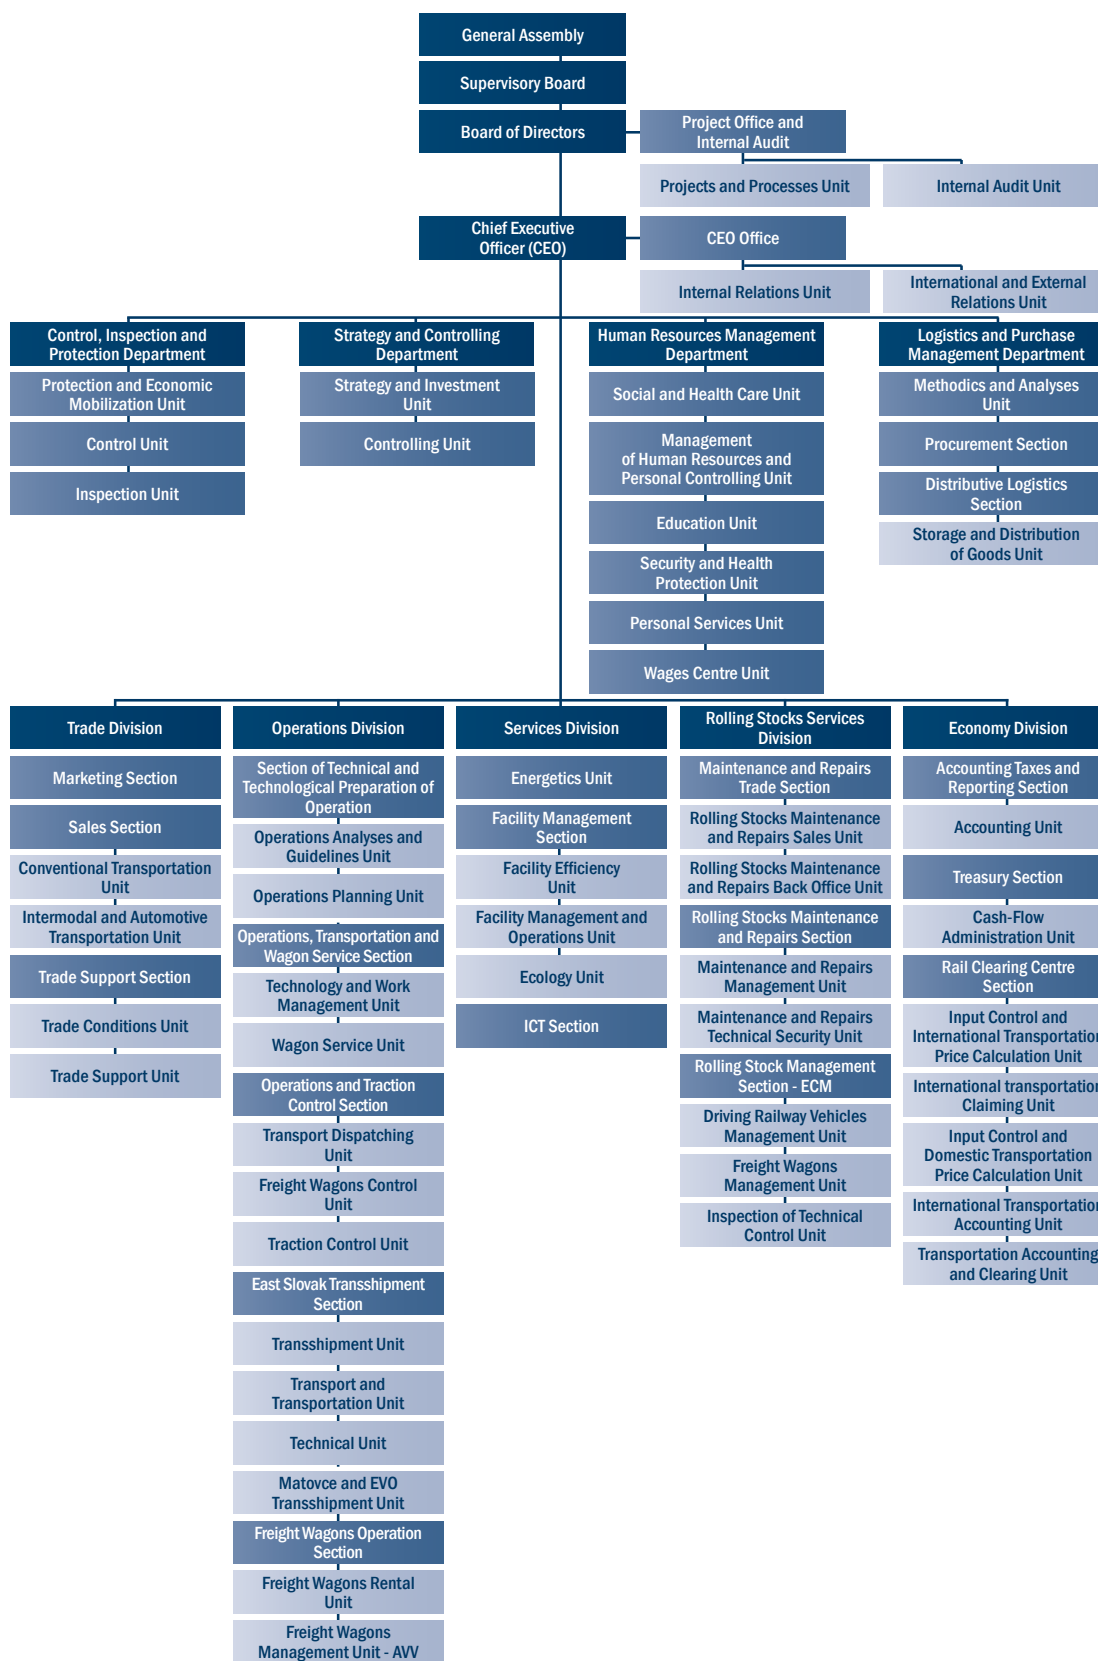 General Assembly
Supervisory Board
Board of Directors
Project Office and
Internal Audit
Projects and Processes Unit
Internal Audit Unit
Chief Executive
Officer (CEO)
CEO Office
Internal Relations Unit
International and External
Relations Unit
Control, Inspection and
Protection Department
Protection and Economic
Mobilization Unit
Control Unit
Inspection Unit
Strategy and Controlling
Department
Strategy and Investment
Unit
Controlling Unit
Human Resources Management
Department
Social and Health Care Unit
Management
of Human Resources and
Personal Controlling Unit
Education Unit
Security and Health
Protection Unit
Personal Services Unit
Wages Centre Unit
Logistics and Purchase
Management Department
Methodics and Analyses
Unit
Procurement Section
Distributive Logistics
Section
Storage and Distribution
of Goods Unit
Trade Division
Marketing Section
Sales Section
Conventional Transportation
Unit
Intermodal and Automotive
Transportation Unit
Trade Support Section
Trade Conditions Unit
Trade Support Unit
Operations Division
Section of Technical and
Technological Preparation of
Operation
Operations Analyses and
Guidelines Unit
Operations Planning Unit
Operations, Transportation and
Wagon Service Section
Technology and Work
Management Unit
Wagon Service Unit
Operations and Traction
Control Section
Transport Dispatching
Unit
Freight Wagons Control
Unit
Traction Control Unit
East Slovak Transshipment
Section
Transshipment Unit
Transport and
Transportation Unit
Technical Unit
Matovce and EVO
Transshipment Unit
Freight Wagons Operation
Section
Freight Wagons Rental
Unit
Freight Wagons
Management Unit - AVV
Services Division
Energetics Unit
Facility Management
Section
Facility Efficiency
Unit
Facility Management and
Operations Unit
Ecology Unit
ICT Section
Rolling Stocks Services
Division
Maintenance and Repairs
Trade Section
Rolling Stocks Maintenance
and Repairs Sales Unit
Rolling Stocks Maintenance
and Repairs Back Office Unit
Rolling Stocks Maintenance
and Repairs Section
Maintenance and Repairs
Management Unit
Maintenance and Repairs
Technical Security Unit
Rolling Stock Management
Section - ECM
Driving Railway Vehicles
Management Unit
Freight Wagons
Management Unit
Inspection of Technical
Control Unit
Economy Division
Accounting Taxes and
Reporting Section
Accounting Unit
Treasury Section
Cash-Flow
Administration Unit
Rail Clearing Centre
Section
Input Control and
International Transportation
Price Calculation Unit
International transportation
Claiming Unit
Input Control and
Domestic Transportation
Price Calculation Unit
International Transportation
Accounting Unit
Transportation Accounting
and Clearing Unit